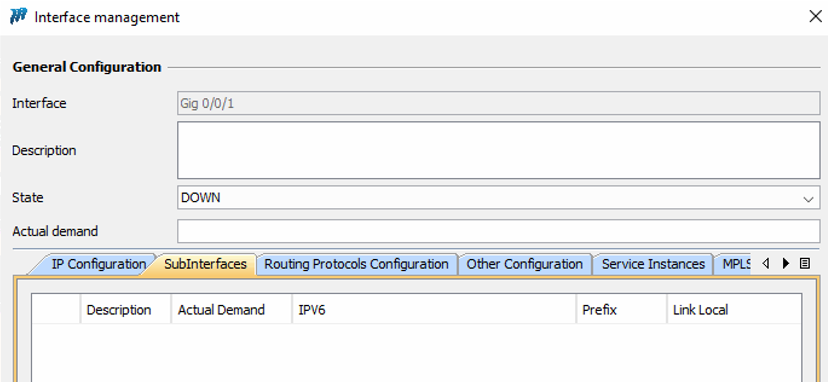 Interface management
General Configuration
Interface Gig 0/0/1
Description
State DOWN
Actual demand
IP Configuration SubInterfaces Routing Protocols Configuration Other Configuration Service Instances MPLS
Description Actual Demand IPV6 Prefix Link Local